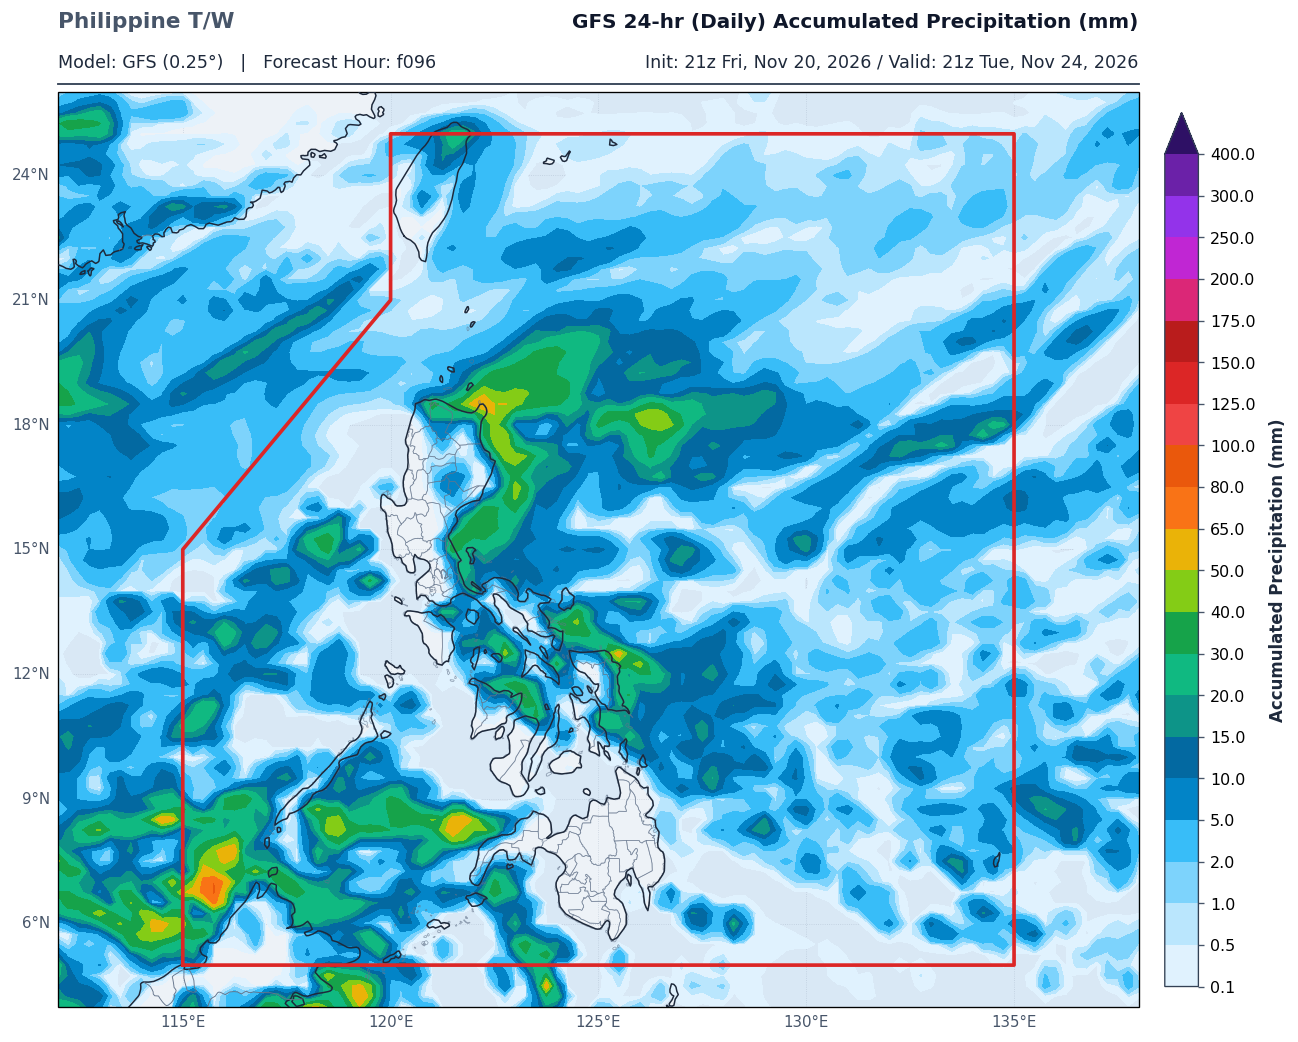 Philippine T/W
GFS 24-hr (Daily) Accumulated Precipitation (mm)
Model: GFS (0.25°)   |   Forecast Hour: f096
Init: 21z Fri, Nov 20, 2026 / Valid: 21z Tue, Nov 24, 2026
24°N
21°N
18°N
15°N
12°N
9°N
6°N
115°E
120°E
125°E
130°E
135°E
400.0
300.0
250.0
200.0
175.0
150.0
125.0
100.0
80.0
65.0
50.0
40.0
30.0
20.0
15.0
10.0
5.0
2.0
1.0
0.5
0.1
Accumulated Precipitation (mm)